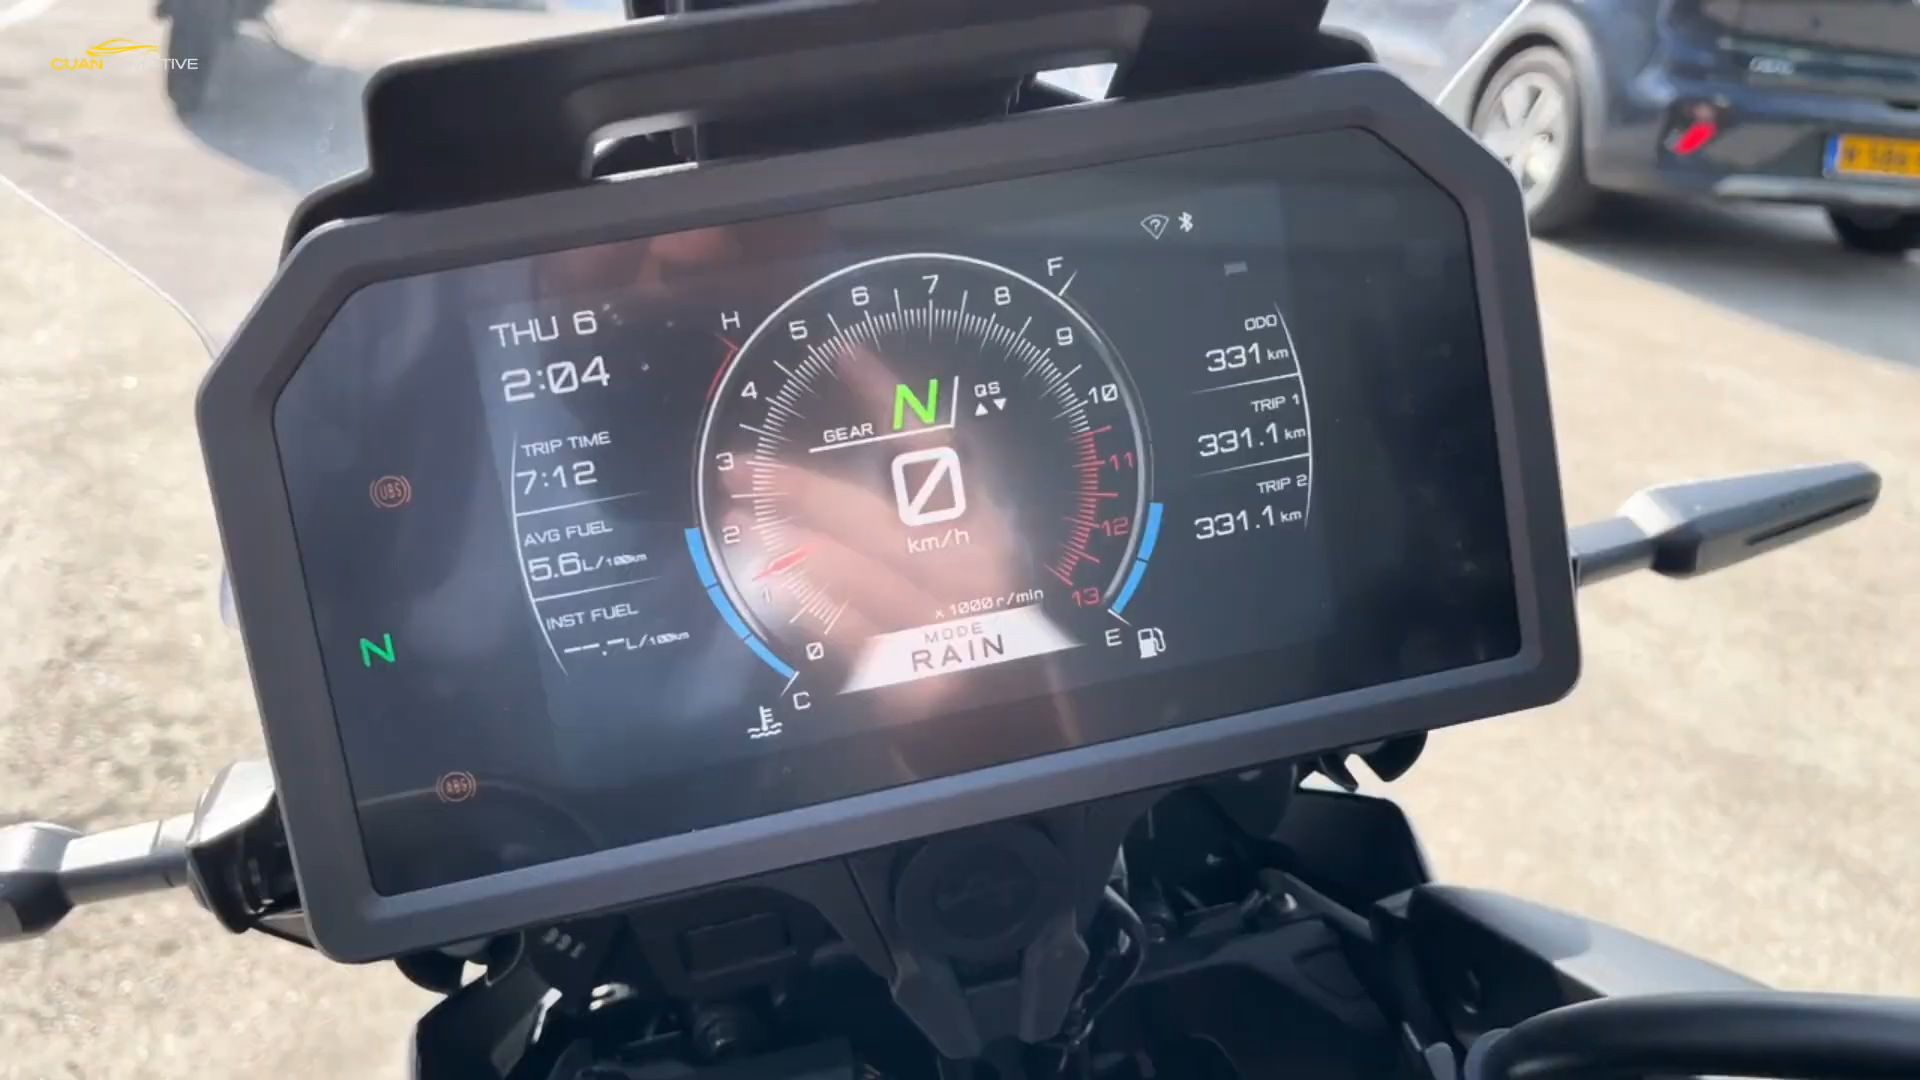 THU 6
2:04
TRIP TIME
7:12
AVG FUEL
5.6 L/100km
INST FUEL
--.- L/100km
N
UBS
ABS
H
C
0
1
2
3
4
5
6
7
8
9
10
11
12
13
F
E
GEAR N
QS
0
km/h
x 1000 r/min
MODE
RAIN
ODO
331 km
TRIP 1
331.1 km
TRIP 2
331.1 km